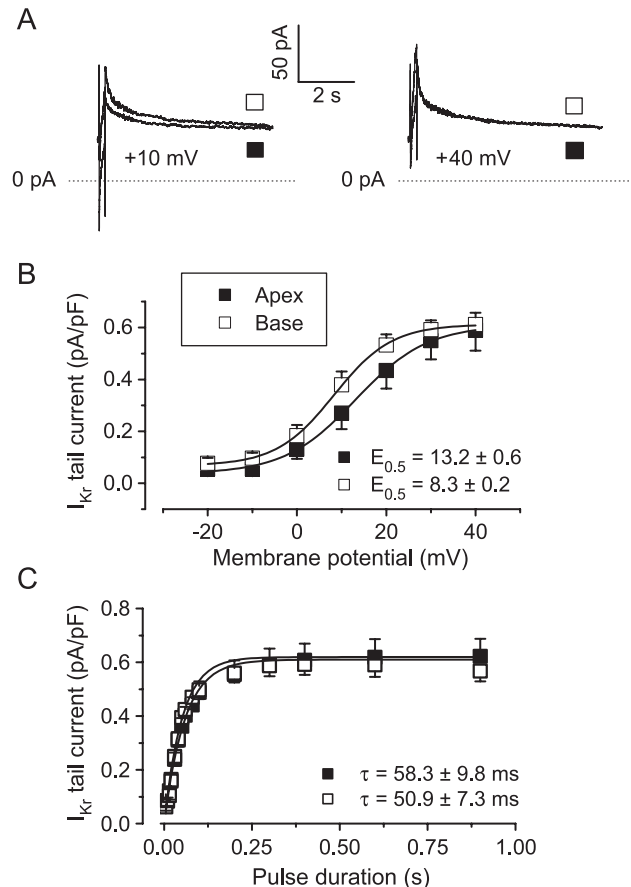 A
50 pA
2 s
+10 mV
+40 mV
0 pA
0 pA
B
Apex
Base
I_Kr tail current (pA/pF)
0.6
0.4
0.2
0.0
E_0.5 = 13.2 ± 0.6
E_0.5 = 8.3 ± 0.2
-20 0 20 40
Membrane potential (mV)
C
I_Kr tail current (pA/pF)
0.8
0.6
0.4
0.2
0.0
τ = 58.3 ± 9.8 ms
τ = 50.9 ± 7.3 ms
0.00 0.25 0.50 0.75 1.00
Pulse duration (s)